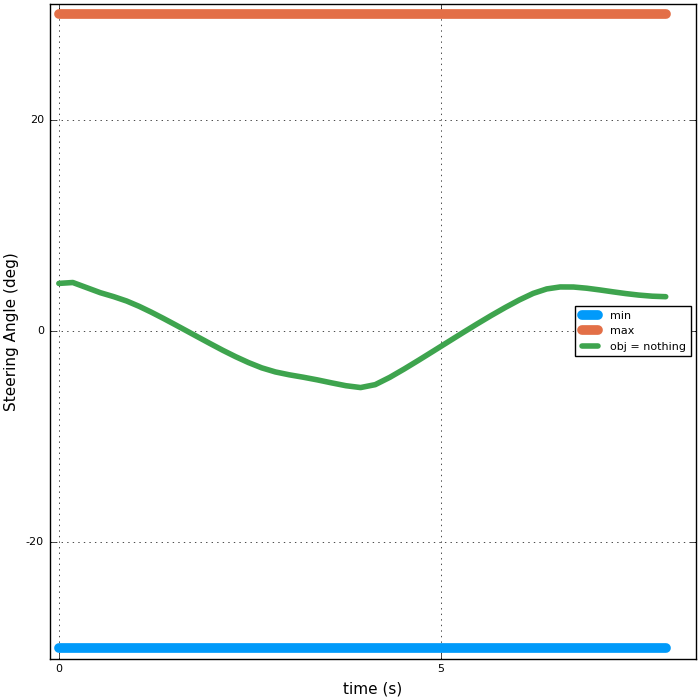 20
0
-20
Steering Angle (deg)
min
max
obj = nothing
0
5
time (s)